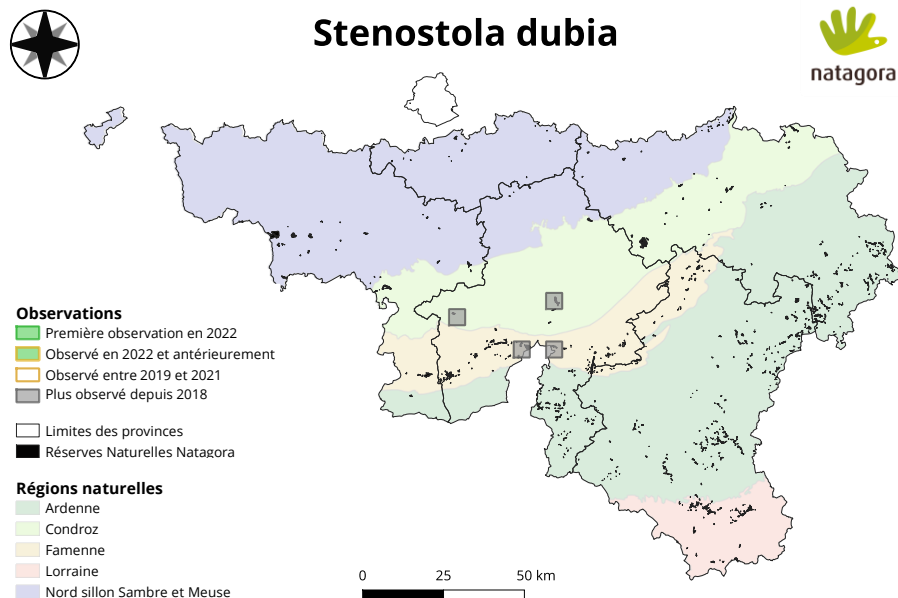 Stenostola dubia
natagora
Observations
Première observation en 2022
Observé en 2022 et antérieurement
Observé entre 2019 et 2021
Plus observé depuis 2018
Limites des provinces
Réserves Naturelles Natagora
Régions naturelles
Ardenne
Condroz
Famenne
Lorraine
Nord sillon Sambre et Meuse
0 25 50 km